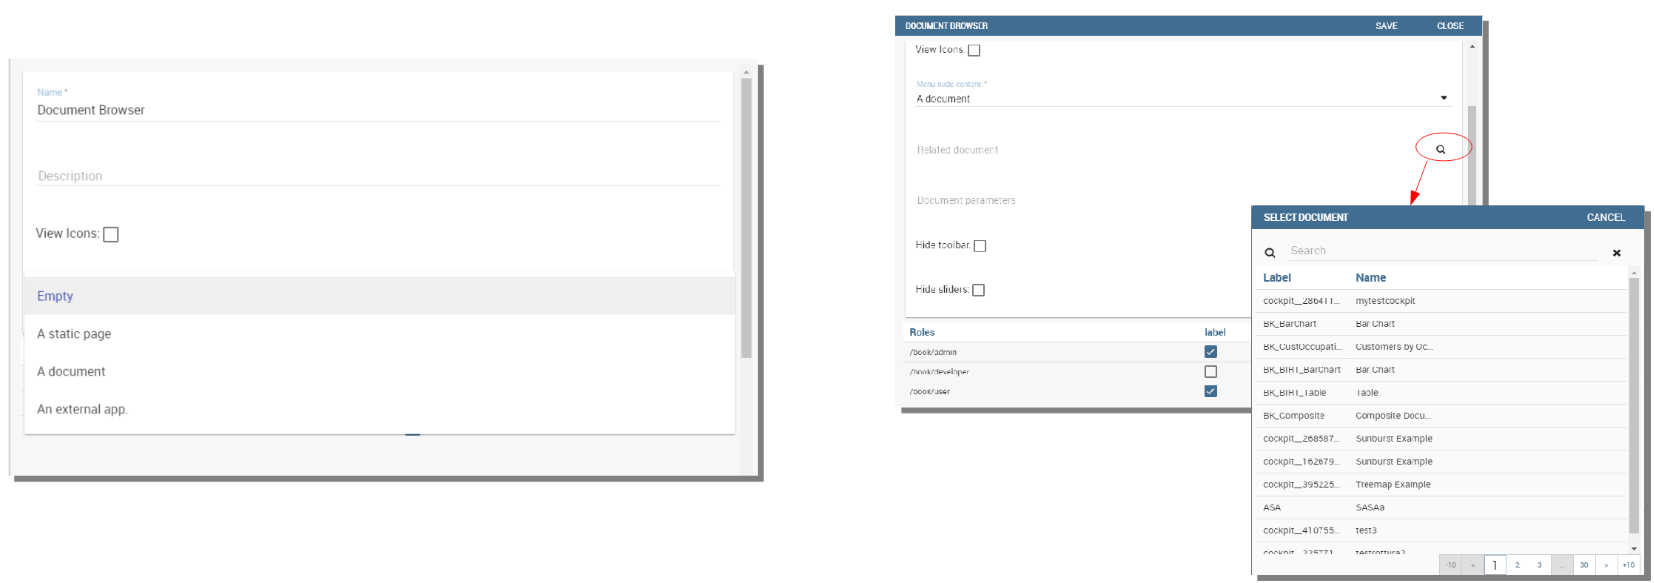 Name *
Document Browser
Description
View Icons:
Empty
A static page
A document
An external app.
DOCUMENT BROWSER SAVE CLOSE
View Icons:
Menu node content: *
A document
Related document
Document parameters
Hide toolbar:
Hide sliders:
Roles label
/book/admin
/book/developer
/book/user
SELECT DOCUMENT CANCEL
Search
Label Name
cockpit__286411... mytestcockpit
BK_BarChart Bar Chart
BK_CustOccupati... Customers by Oc...
BK_BIRT_BarChart Bar Chart
BK_BIRT_Table Table
BK_Composite Composite Docu...
cockpit__268587... Sunburst Example
cockpit__162679... Sunburst Example
cockpit__395225... Treemap Example
ASA SASAa
cockpit__410755... test3
-10 < 1 2 3 ... 30 > +10